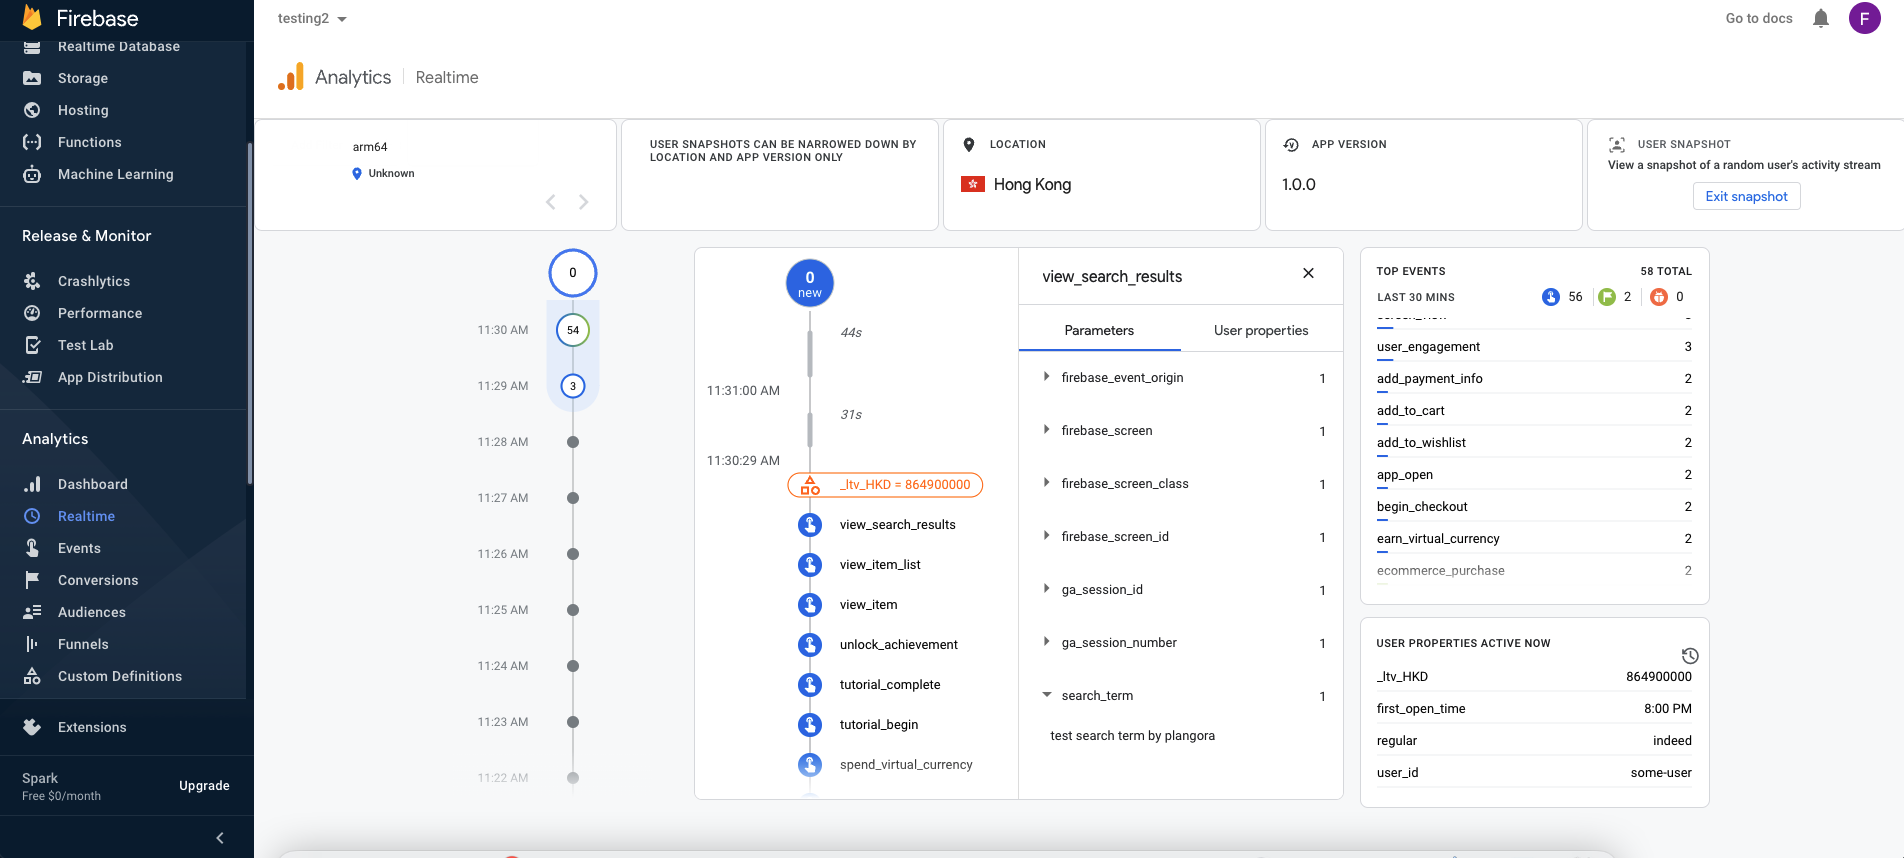 Firebase
Realtime Database
Storage
Hosting
Functions
Machine Learning
Release & Monitor
Crashlytics
Performance
Test Lab
App Distribution
Analytics
Dashboard
Realtime
Events
Conversions
Audiences
Funnels
Custom Definitions
Extensions
Spark
Free $0/month
Upgrade
testing2
Go to docs
F
Analytics
Realtime
arm64
Unknown
USER SNAPSHOTS CAN BE NARROWED DOWN BY
LOCATION AND APP VERSION ONLY
LOCATION
Hong Kong
APP VERSION
1.0.0
USER SNAPSHOT
View a snapshot of a random user's activity stream
Exit snapshot
0
11:30 AM 54
11:29 AM 3
11:28 AM
11:27 AM
11:26 AM
11:25 AM
11:24 AM
11:23 AM
11:22 AM
0
new
44s
11:31:00 AM
31s
11:30:29 AM
_ltv_HKD = 864900000
view_search_results
view_item_list
view_item
unlock_achievement
tutorial_complete
tutorial_begin
spend_virtual_currency
view_search_results
Parameters
User properties
firebase_event_origin 1
firebase_screen 1
firebase_screen_class 1
firebase_screen_id 1
ga_session_id 1
ga_session_number 1
search_term 1
test search term by plangora
TOP EVENTS 58 TOTAL
LAST 30 MINS 56 2 0
user_engagement 3
add_payment_info 2
add_to_cart 2
add_to_wishlist 2
app_open 2
begin_checkout 2
earn_virtual_currency 2
ecommerce_purchase 2
USER PROPERTIES ACTIVE NOW
_ltv_HKD 864900000
first_open_time 8:00 PM
regular indeed
user_id some-user